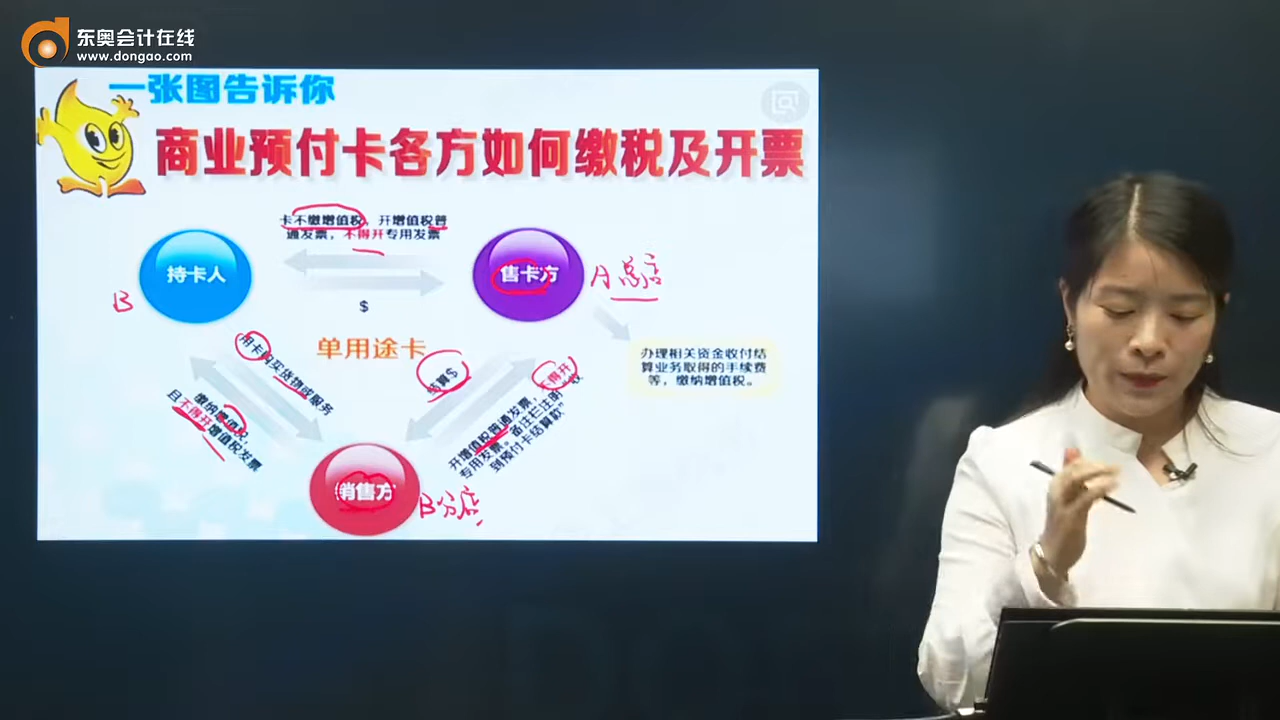 东奥会计在线
www.dongao.com
一张图告诉你
商业预付卡各方如何缴税及开票
卡不缴增值税，开增值税普
通发票，不得开专用发票
持卡人
售卡方
A总店
B
$
单用途卡
办理相关资金收付结
算业务取得的手续费
等，缴纳增值税。
用卡购买货物或服务
缴纳增值税，
且不得开增值税发票
结算$
开增值税普通发票，不得开
专用发票。备注栏注明“收
到预付卡结算款”
销售方
B分店